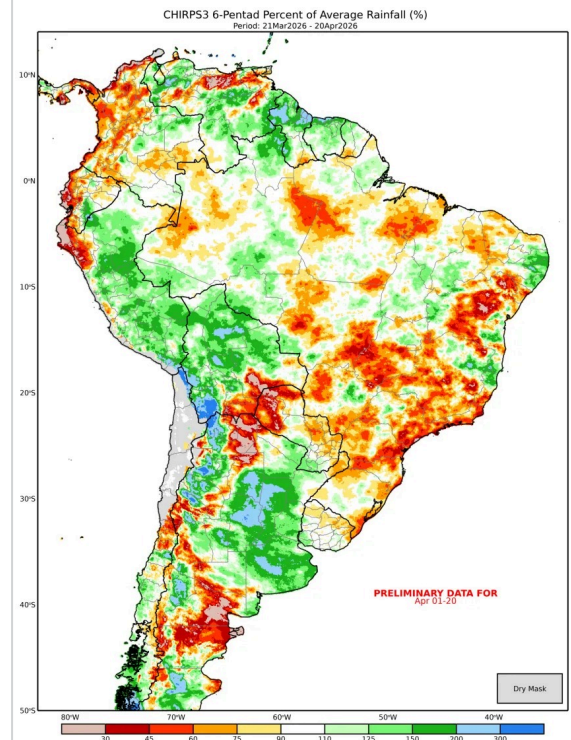 CHIRPS3 6-Pentad Percent of Average Rainfall (%)
Period: 21Mar2026 - 20Apr2026
10°N
0°N
10°S
20°S
30°S
40°S
50°S
PRELIMINARY DATA FOR
Apr 01-20
Dry Mask
80°W 70°W 60°W 50°W 40°W
30 45 60 75 90 110 125 150 200 300